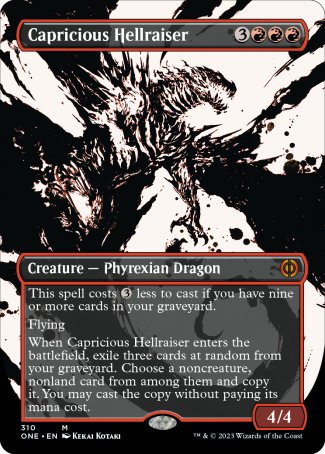 Capricious Hellraiser 3
Creature — Phyrexian Dragon
This spell costs 3 less to cast if you have nine
or more cards in your graveyard.
Flying
When Capricious Hellraiser enters the
battlefield, exile three cards at random from
your graveyard. Choose a noncreature,
nonland card from among them and copy
it. You may cast the copy without paying its
mana cost.
4/4
310 M
ONE • EN Kekai Kotaki
™ & © 2023 Wizards of the Coast